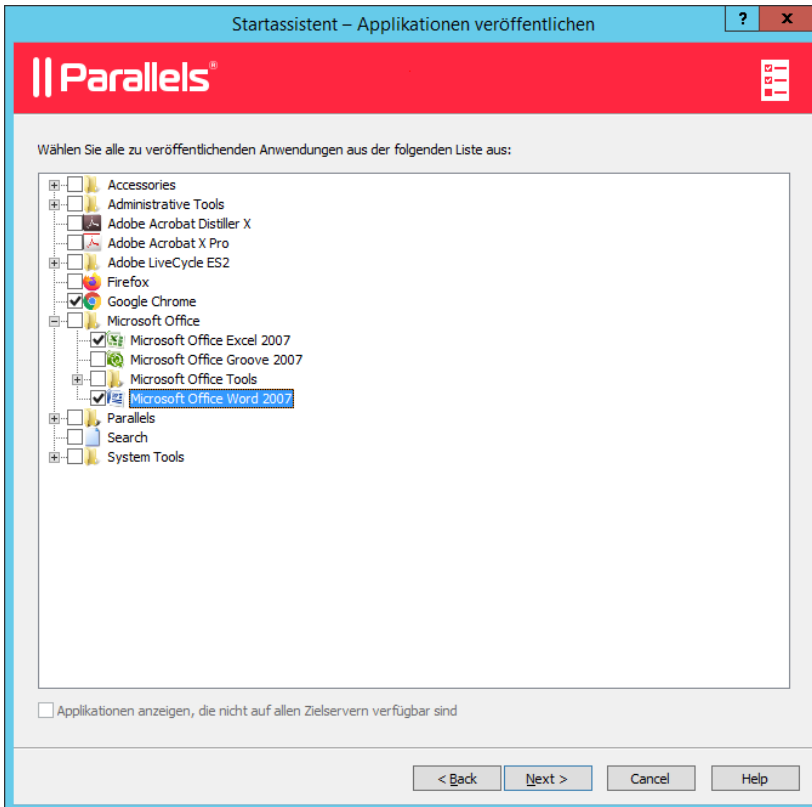 Startassistent – Applikationen veröffentlichen
? x
Parallels®
Wählen Sie alle zu veröffentlichenden Anwendungen aus der folgenden Liste aus:
Accessories
Administrative Tools
Adobe Acrobat Distiller X
Adobe Acrobat X Pro
Adobe LiveCycle ES2
Firefox
Google Chrome
Microsoft Office
Microsoft Office Excel 2007
Microsoft Office Groove 2007
Microsoft Office Tools
Microsoft Office Word 2007
Parallels
Search
System Tools
Applikationen anzeigen, die nicht auf allen Zielservern verfügbar sind
< Back Next > Cancel Help